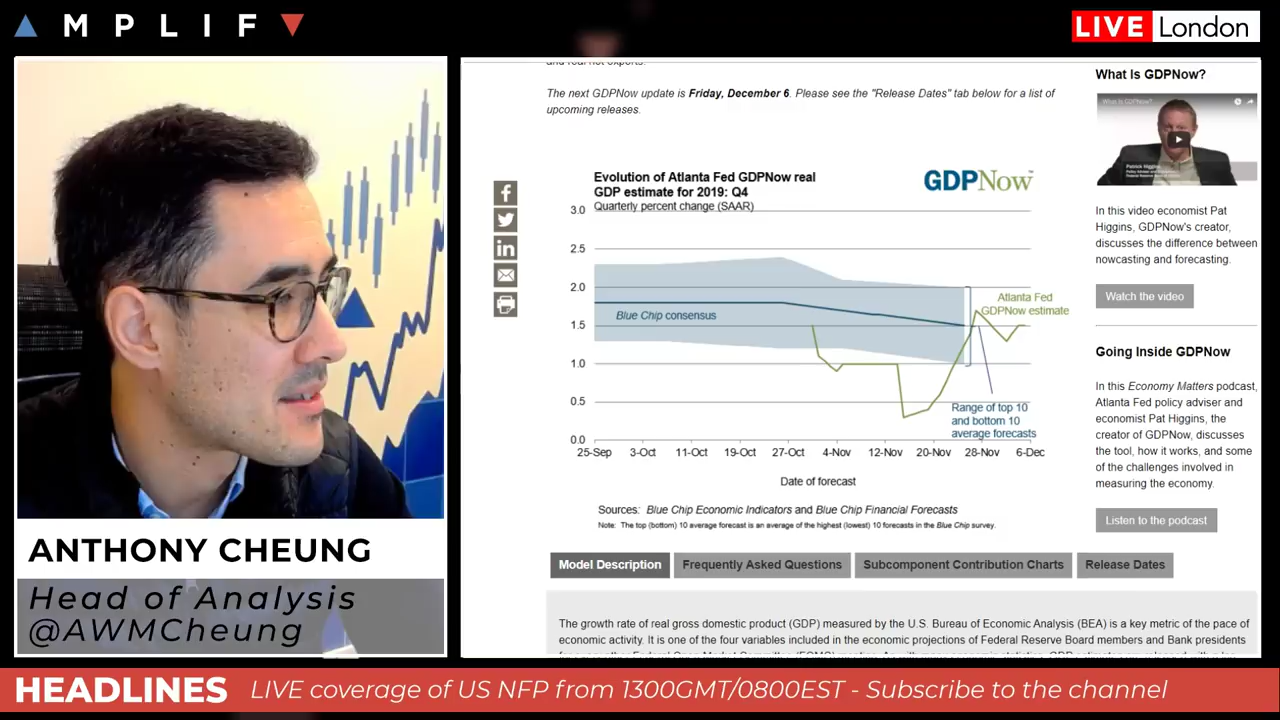 MPLIF
LIVE London
and real net exports.
The next GDPNow update is Friday, December 6. Please see the "Release Dates" tab below for a list of
upcoming releases.
Evolution of Atlanta Fed GDPNow real
GDP estimate for 2019: Q4
Quarterly percent change (SAAR)
GDPNow™
3.0
2.5
2.0
1.5
1.0
0.5
0.0
Blue Chip consensus
Atlanta Fed
GDPNow estimate
Range of top 10
and bottom 10
average forecasts
25-Sep 3-Oct 11-Oct 19-Oct 27-Oct 4-Nov 12-Nov 20-Nov 28-Nov 6-Dec
Date of forecast
Sources: Blue Chip Economic Indicators and Blue Chip Financial Forecasts
Note: The top (bottom) 10 average forecast is an average of the highest (lowest) 10 forecasts in the Blue Chip survey.
Model Description
Frequently Asked Questions
Subcomponent Contribution Charts
Release Dates
The growth rate of real gross domestic product (GDP) measured by the U.S. Bureau of Economic Analysis (BEA) is a key metric of the pace of
economic activity. It is one of the four variables included in the economic projections of Federal Reserve Board members and Bank presidents
What Is GDPNow?
What Is GDPNow?
Patrick Higgins
In this video economist Pat
Higgins, GDPNow's creator,
discusses the difference between
nowcasting and forecasting.
Watch the video
Going Inside GDPNow
In this Economy Matters podcast,
Atlanta Fed policy adviser and
economist Pat Higgins, the
creator of GDPNow, discusses
the tool, how it works, and some
of the challenges involved in
measuring the economy.
Listen to the podcast
ANTHONY CHEUNG
Head of Analysis
@AWMCheung
HEADLINES LIVE coverage of US NFP from 1300GMT/0800EST - Subscribe to the channel